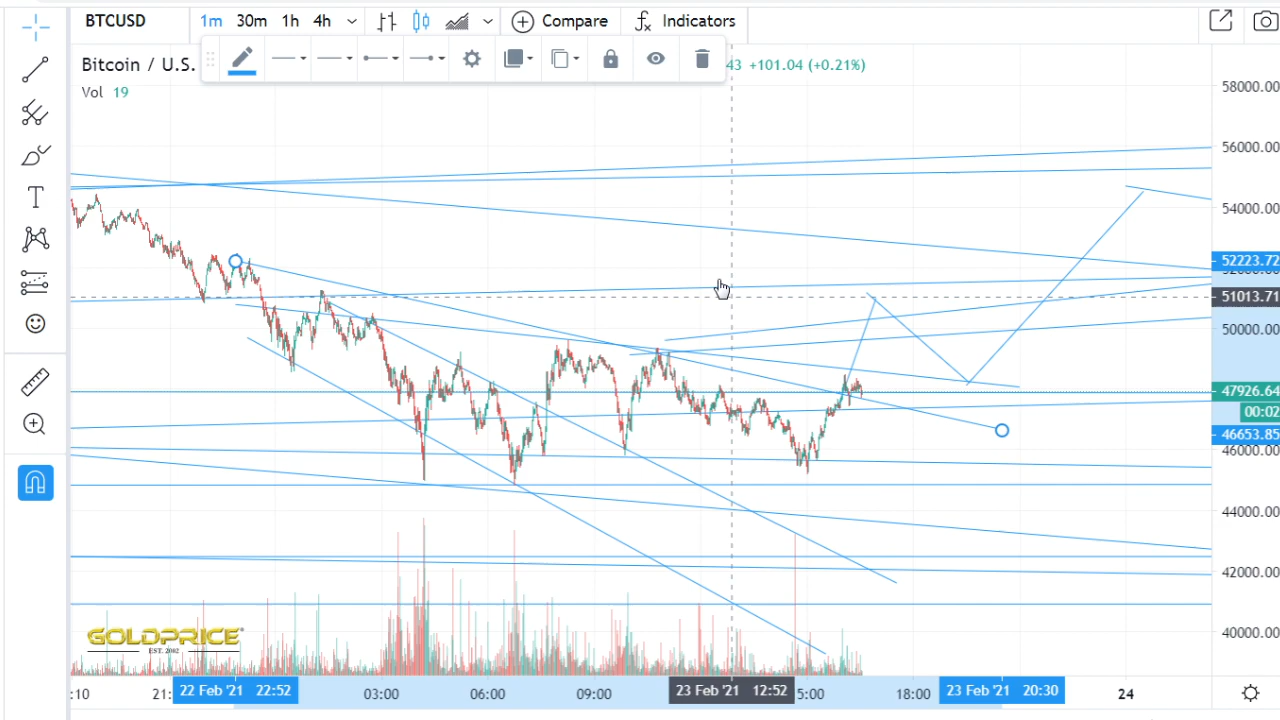 BTCUSD 1m 30m 1h 4h Compare fx Indicators
Bitcoin / U.S. 43 +101.04 (+0.21%)
Vol 19
58000.00
56000.00
54000.00
52223.72
51013.71
50000.00
47926.64
00:02
46653.85
46000.00
44000.00
42000.00
40000.00
GOLDPRICE
EST. 2002
:10 21: 22 Feb '21 22:52 03:00 06:00 09:00 23 Feb '21 12:52 5:00 18:00 23 Feb '21 20:30 24